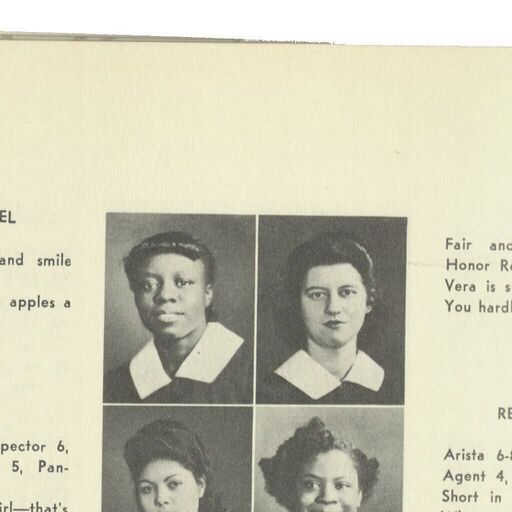 EL
and smile
apples a
pector 6,
5, Pan-
irl—that's
Fair and
Honor R
Vera is s
You hardl
RE
Arista 6-8
Agent 4,
Short in